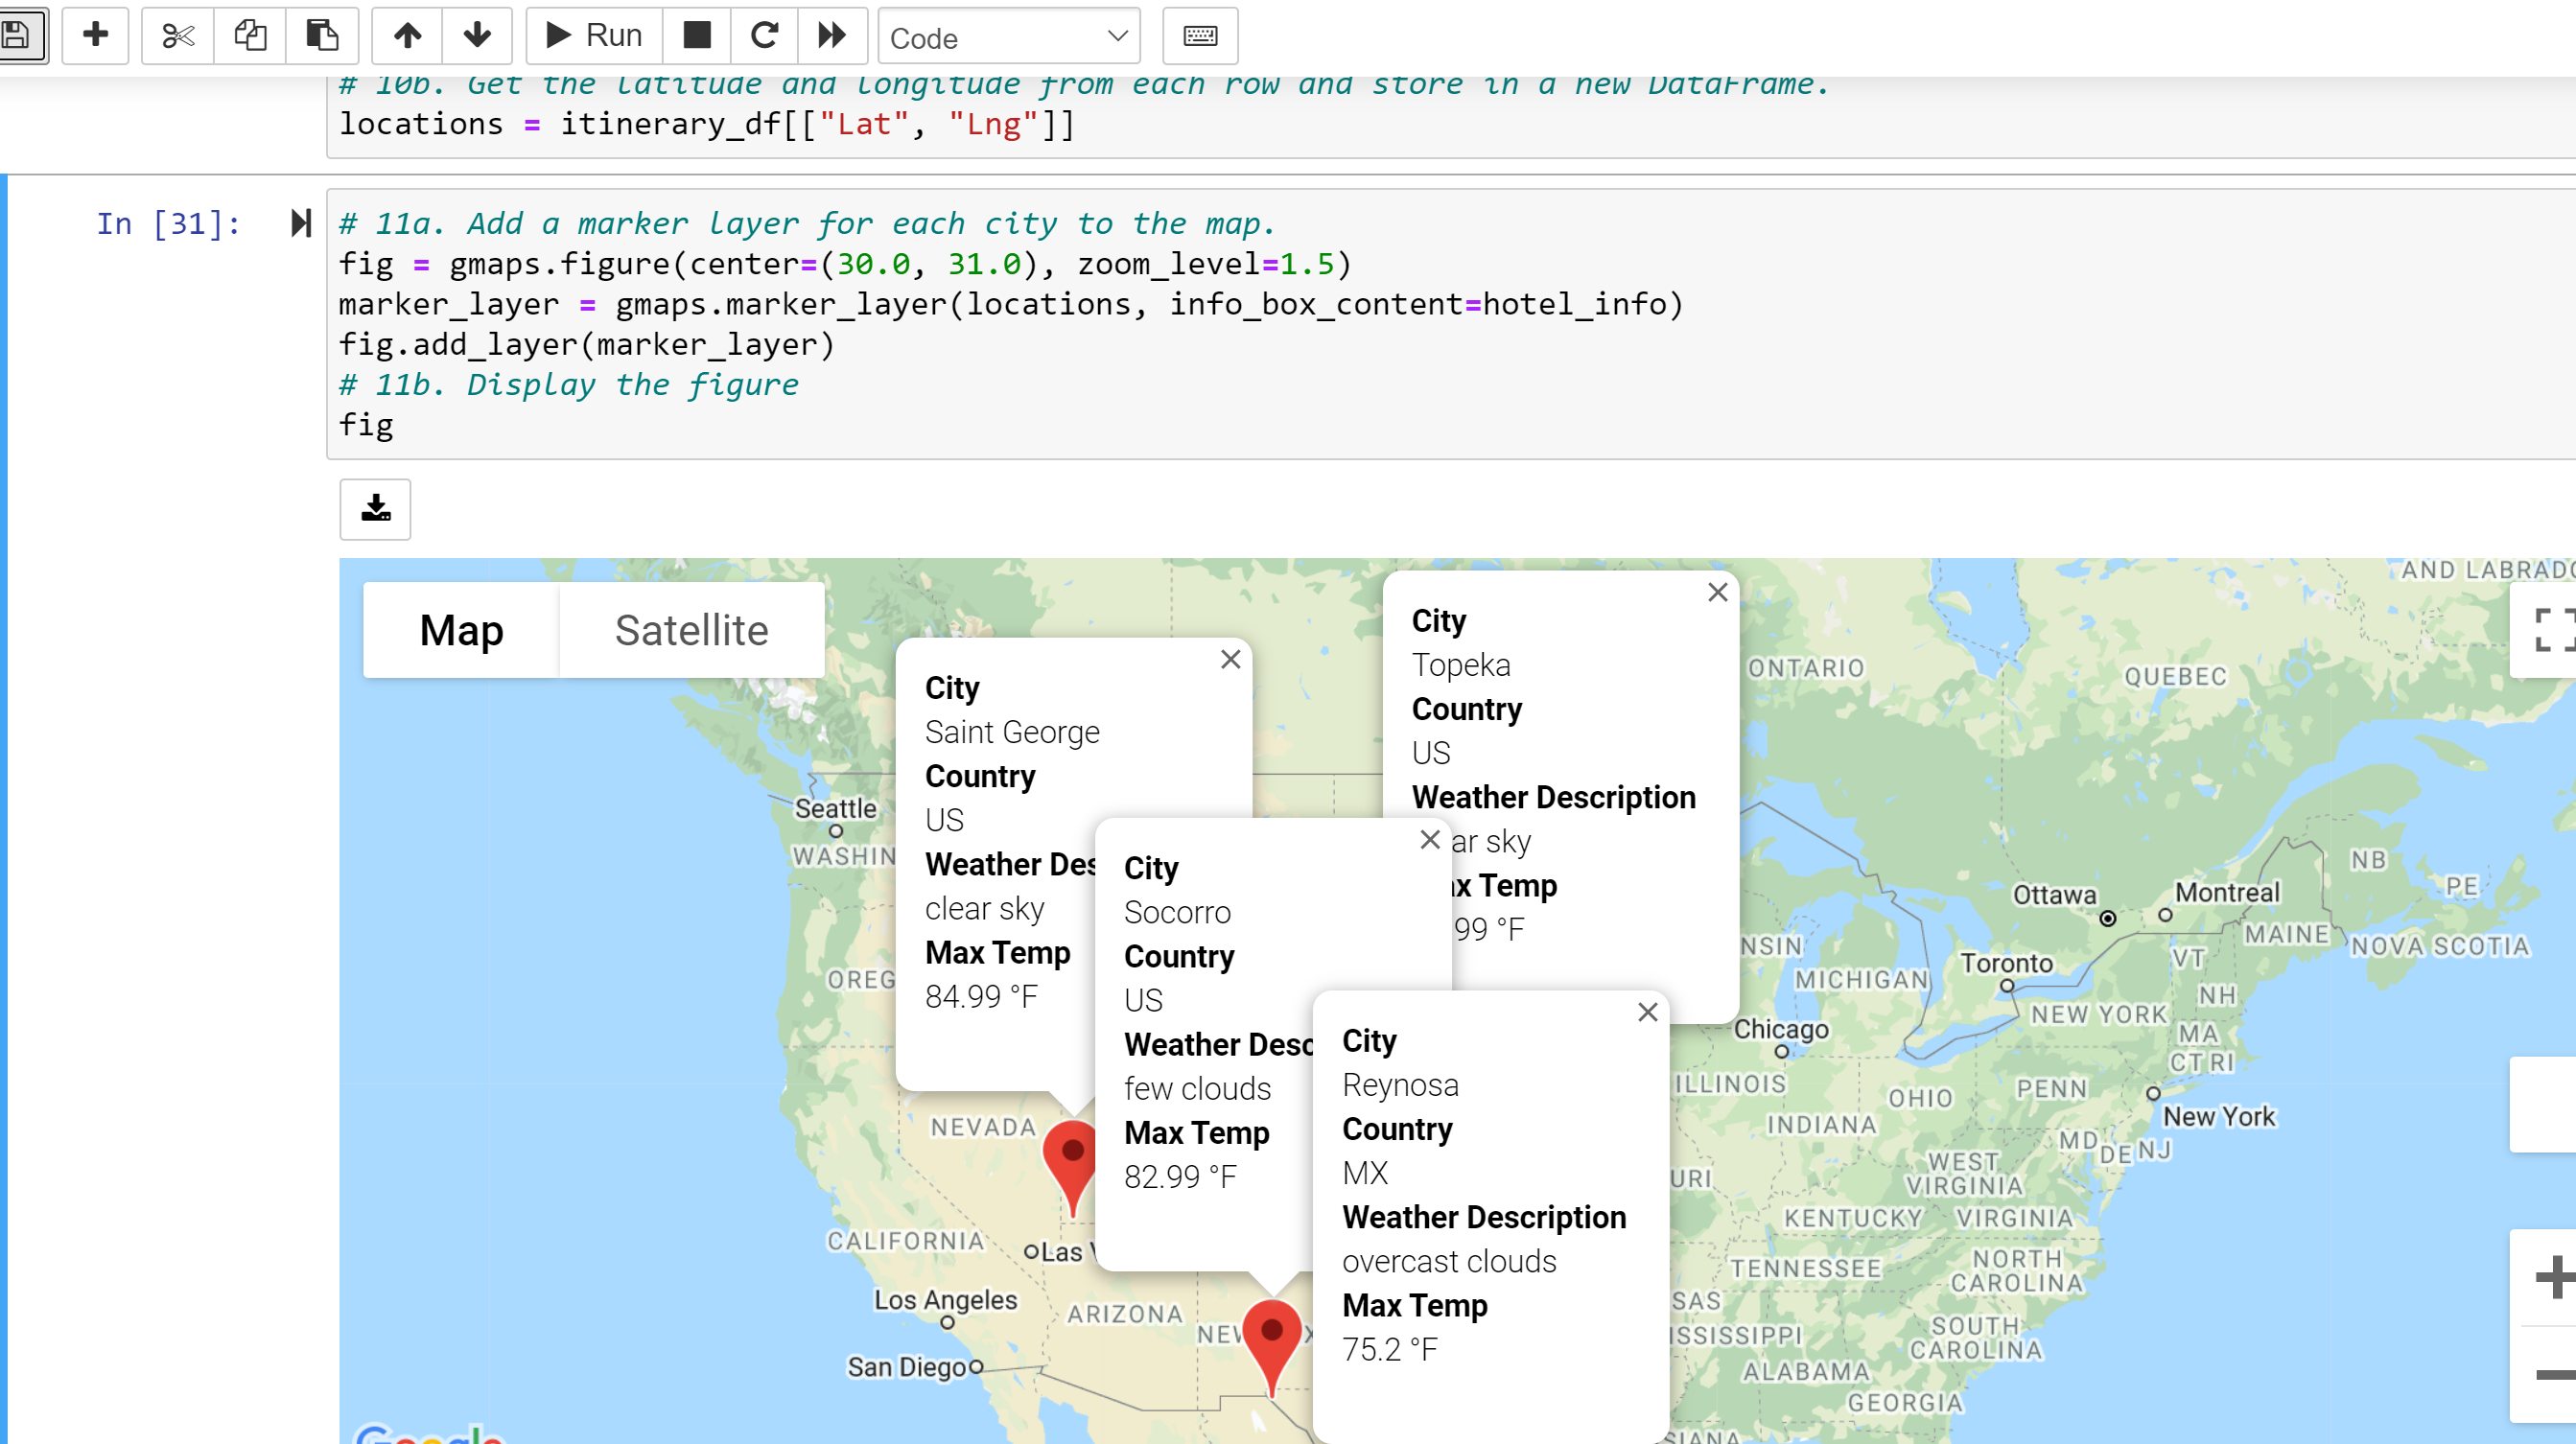 Run
Code
# 10b. Get the latitude and longitude from each row and store in a new DataFrame.
locations = itinerary_df[["Lat", "Lng"]]
In [31]:
# 11a. Add a marker layer for each city to the map.
fig = gmaps.figure(center=(30.0, 31.0), zoom_level=1.5)
marker_layer = gmaps.marker_layer(locations, info_box_content=hotel_info)
fig.add_layer(marker_layer)
# 11b. Display the figure
fig
Map
Satellite
City
Saint George
Country
US
Weather Des
clear sky
Max Temp
84.99 °F
City
Topeka
Country
US
Weather Description
ar sky
ax Temp
99 °F
City
Socorro
Country
US
Weather Desc
few clouds
Max Temp
82.99 °F
City
Reynosa
Country
MX
Weather Description
overcast clouds
Max Temp
75.2 °F
AND LABRAD
ONTARIO
QUEBEC
Seattle
WASHIN
NB
PE
Ottawa
Montreal
MAINE
NOVA SCOTIA
NSIN
OREG
MICHIGAN
Toronto
VT
NH
NEW YORK
MA
CT RI
Chicago
ILLINOIS
OHIO
PENN
New York
NEVADA
INDIANA
MD
DE
NJ
WEST
VIRGINIA
URI
KENTUCKY
VIRGINIA
CALIFORNIA
Las V
TENNESSEE
NORTH
CAROLINA
Los Angeles
ARIZONA
NEW
X
SAS
ISSISSIPPI
SOUTH
CAROLINA
San Diego
ALABAMA
GEORGIA
SIANA
Google